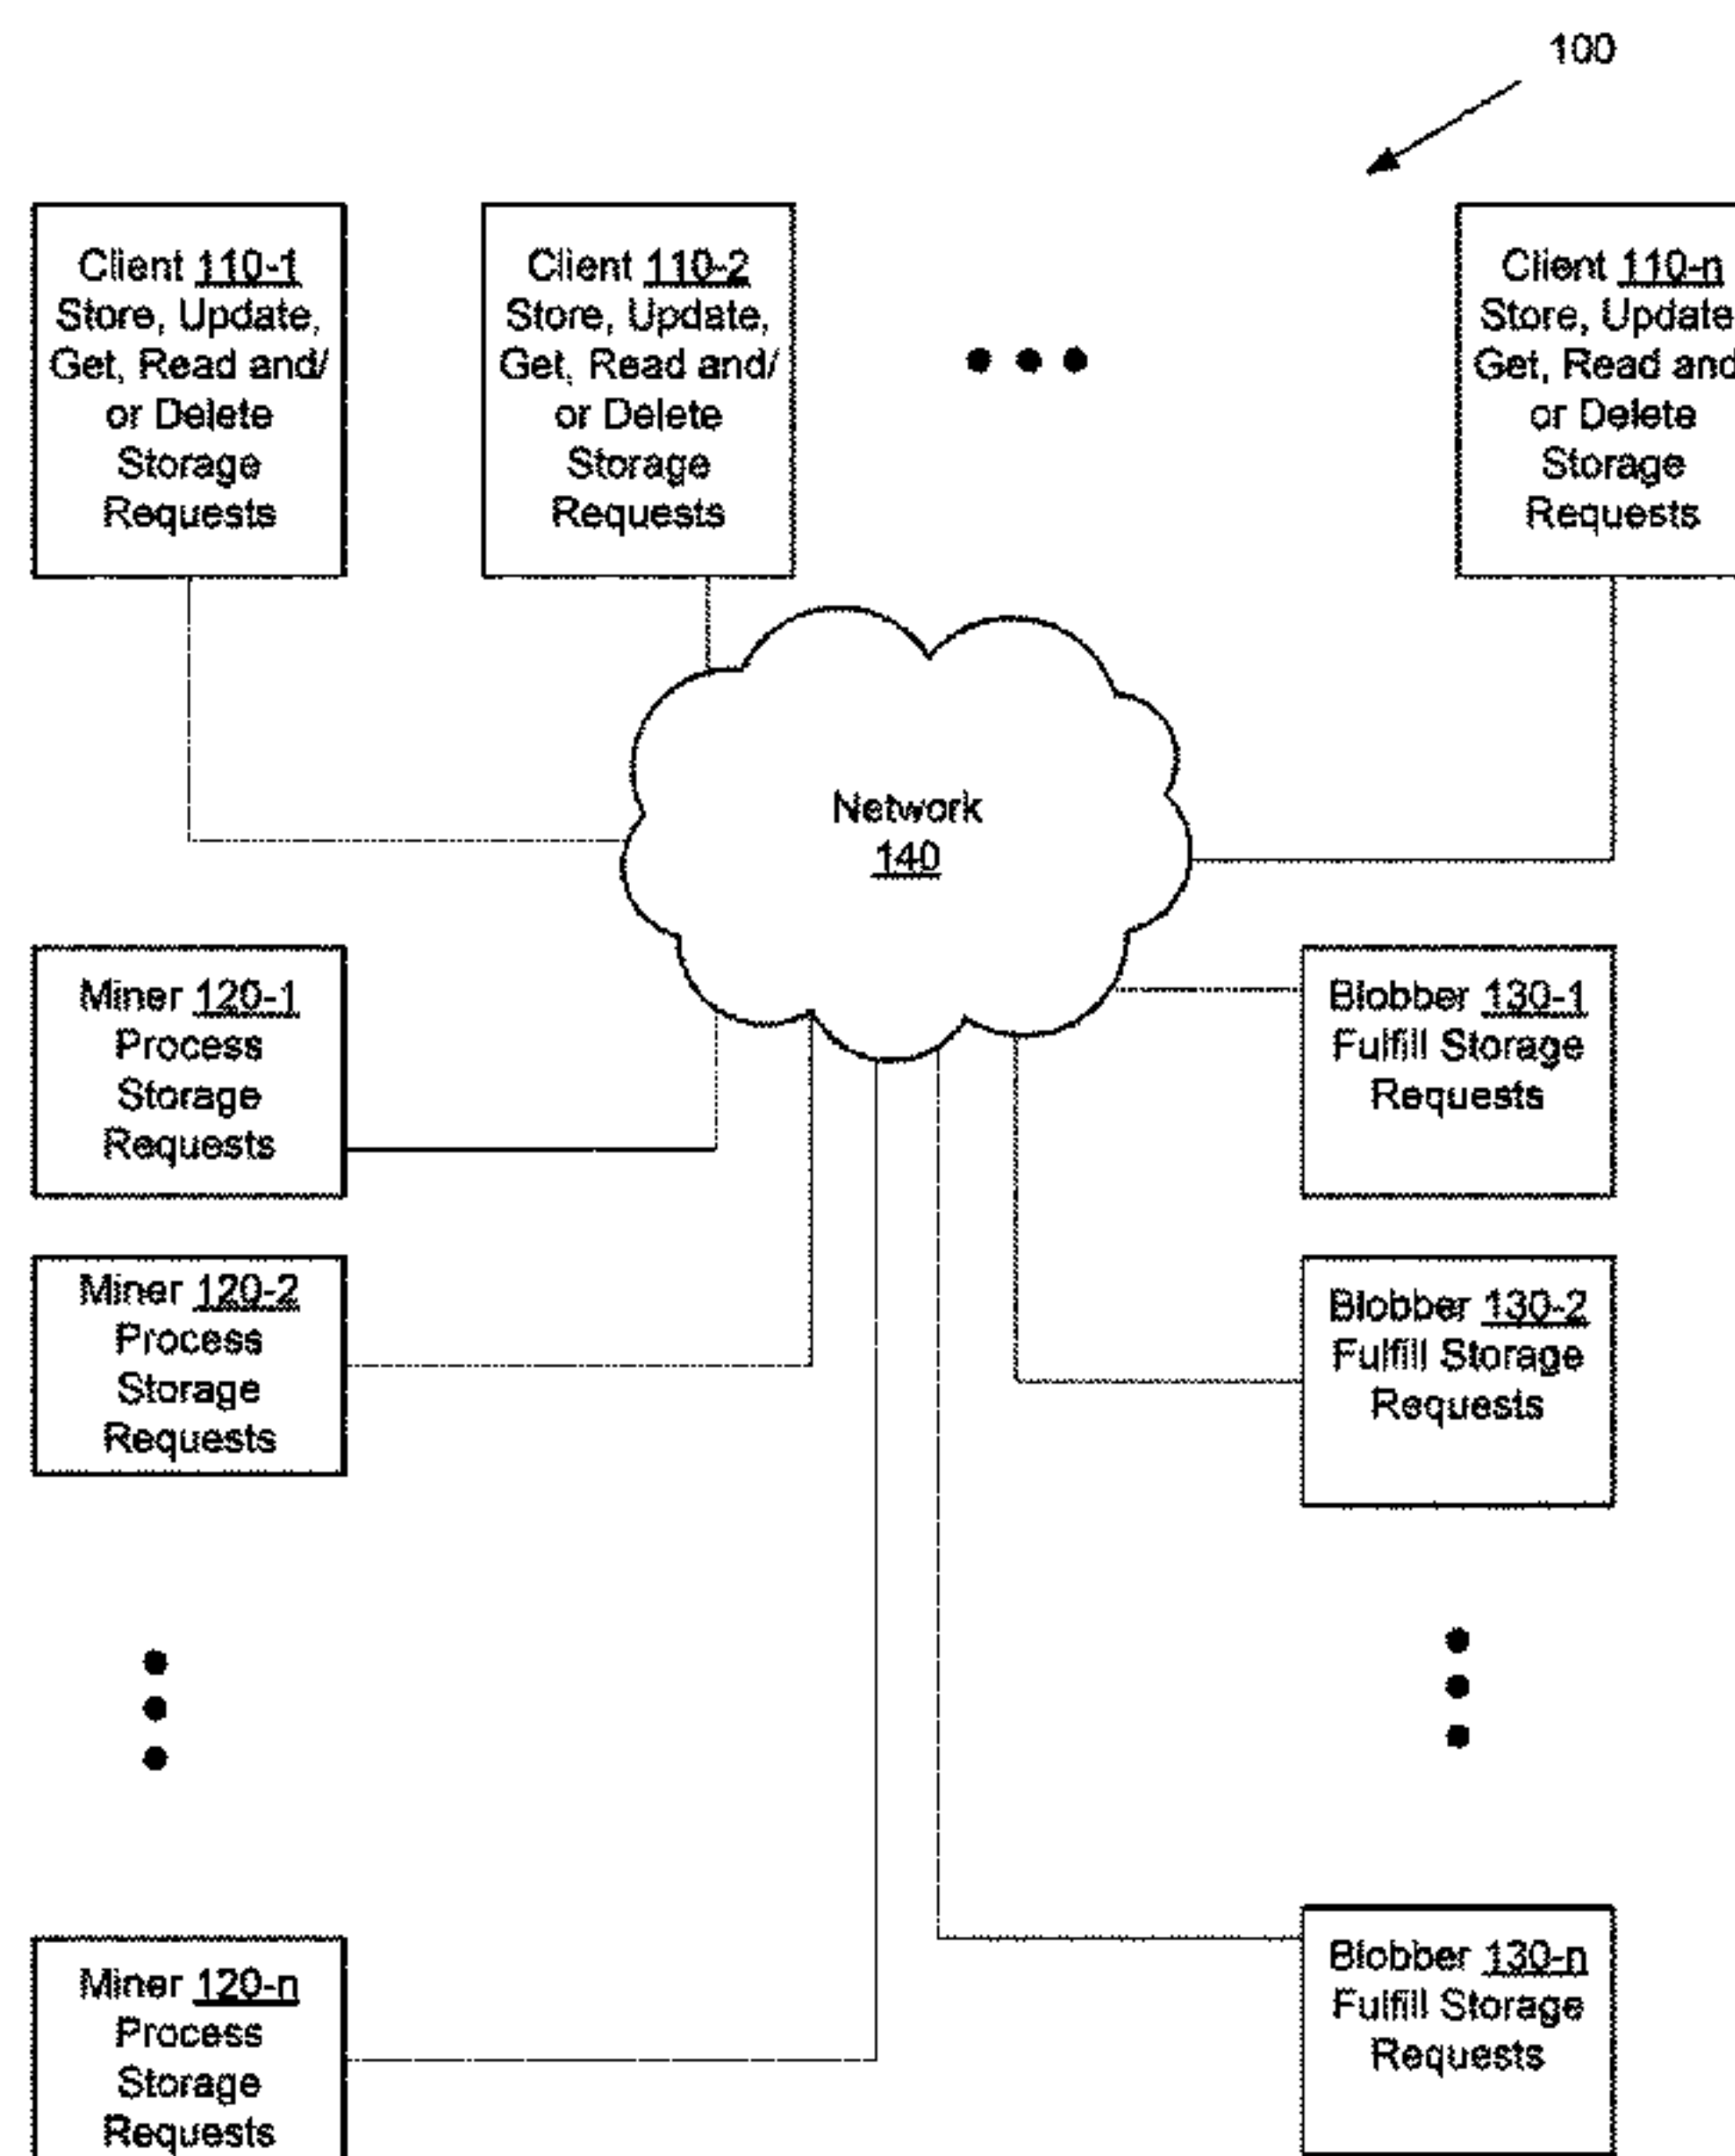 100
Client 110-1
Store, Update,
Get, Read and/
or Delete
Storage
Requests
Client 110-2
Store, Update,
Get, Read and/
or Delete
Storage
Requests
Client 110-n
Store, Update
Get, Read and
or Delete
Storage
Requests
Network
140
Miner 120-1
Process
Storage
Requests
Blobber 130-1
Fulfill Storage
Requests
Miner 120-2
Process
Storage
Requests
Blobber 130-2
Fulfill Storage
Requests
Miner 120-n
Process
Storage
Requests
Blobber 130-n
Fulfill Storage
Requests